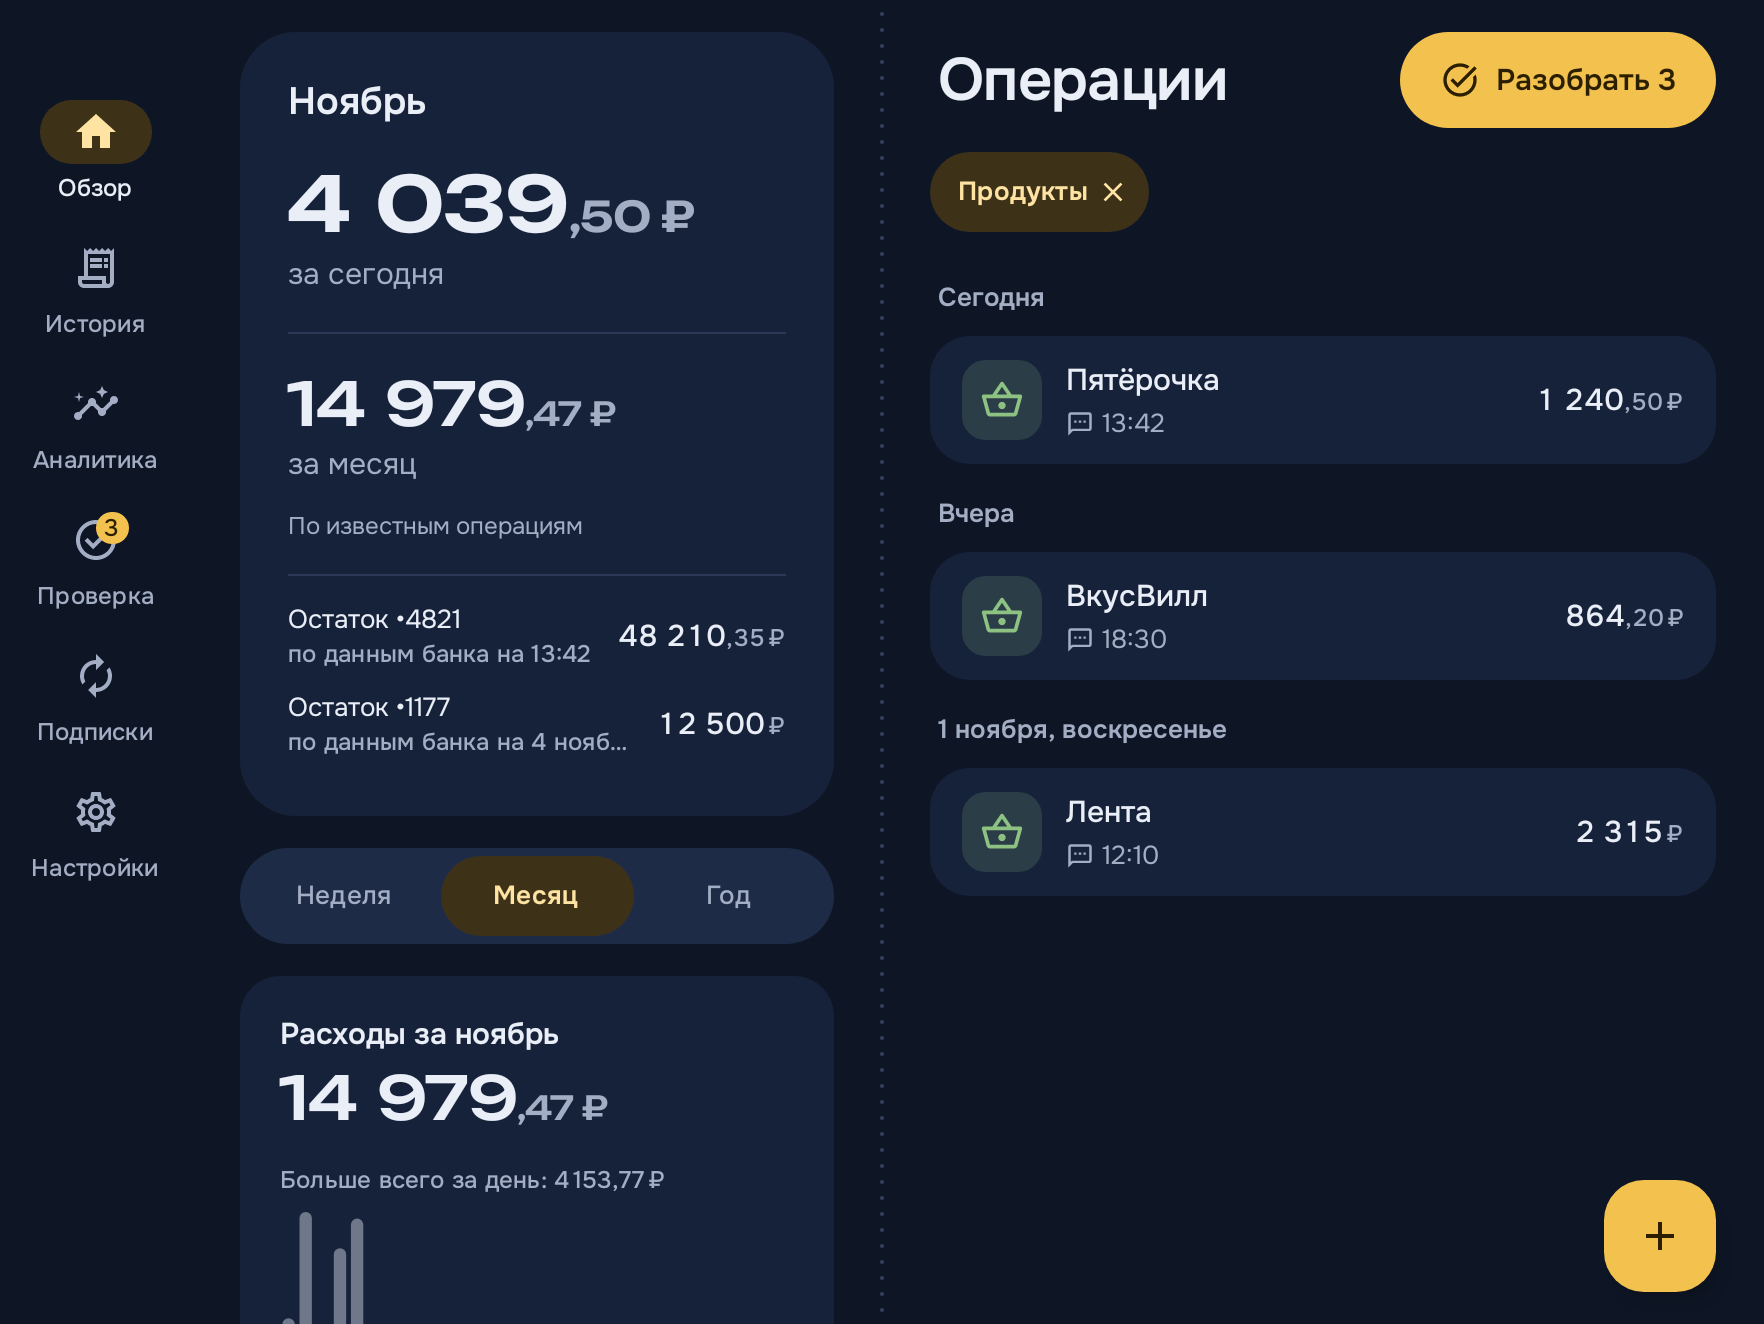 Обзор
История
Аналитика
3
Проверка
Подписки
Настройки
Ноябрь
4 039,50 ₽
за сегодня
14 979,47 ₽
за месяц
По известным операциям
Остаток •4821
по данным банка на 13:42
48 210,35 ₽
Остаток •1177
по данным банка на 4 нояб…
12 500 ₽
Неделя
Месяц
Год
Расходы за ноябрь
14 979,47 ₽
Больше всего за день: 4 153,77 ₽
Операции
Разобрать 3
Продукты
Сегодня
Пятёрочка
13:42
1 240,50 ₽
Вчера
ВкусВилл
18:30
864,20 ₽
1 ноября, воскресенье
Лента
12:10
2 315 ₽